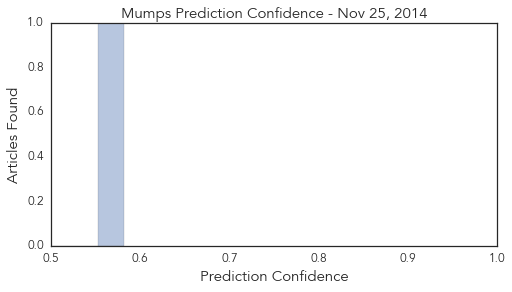 Mumps Prediction Confidence - Nov 25, 2014
1.0
0.8
0.6
0.4
0.2
0.0
Articles Found
0.5 0.6 0.7 0.8 0.9 1.0
Prediction Confidence